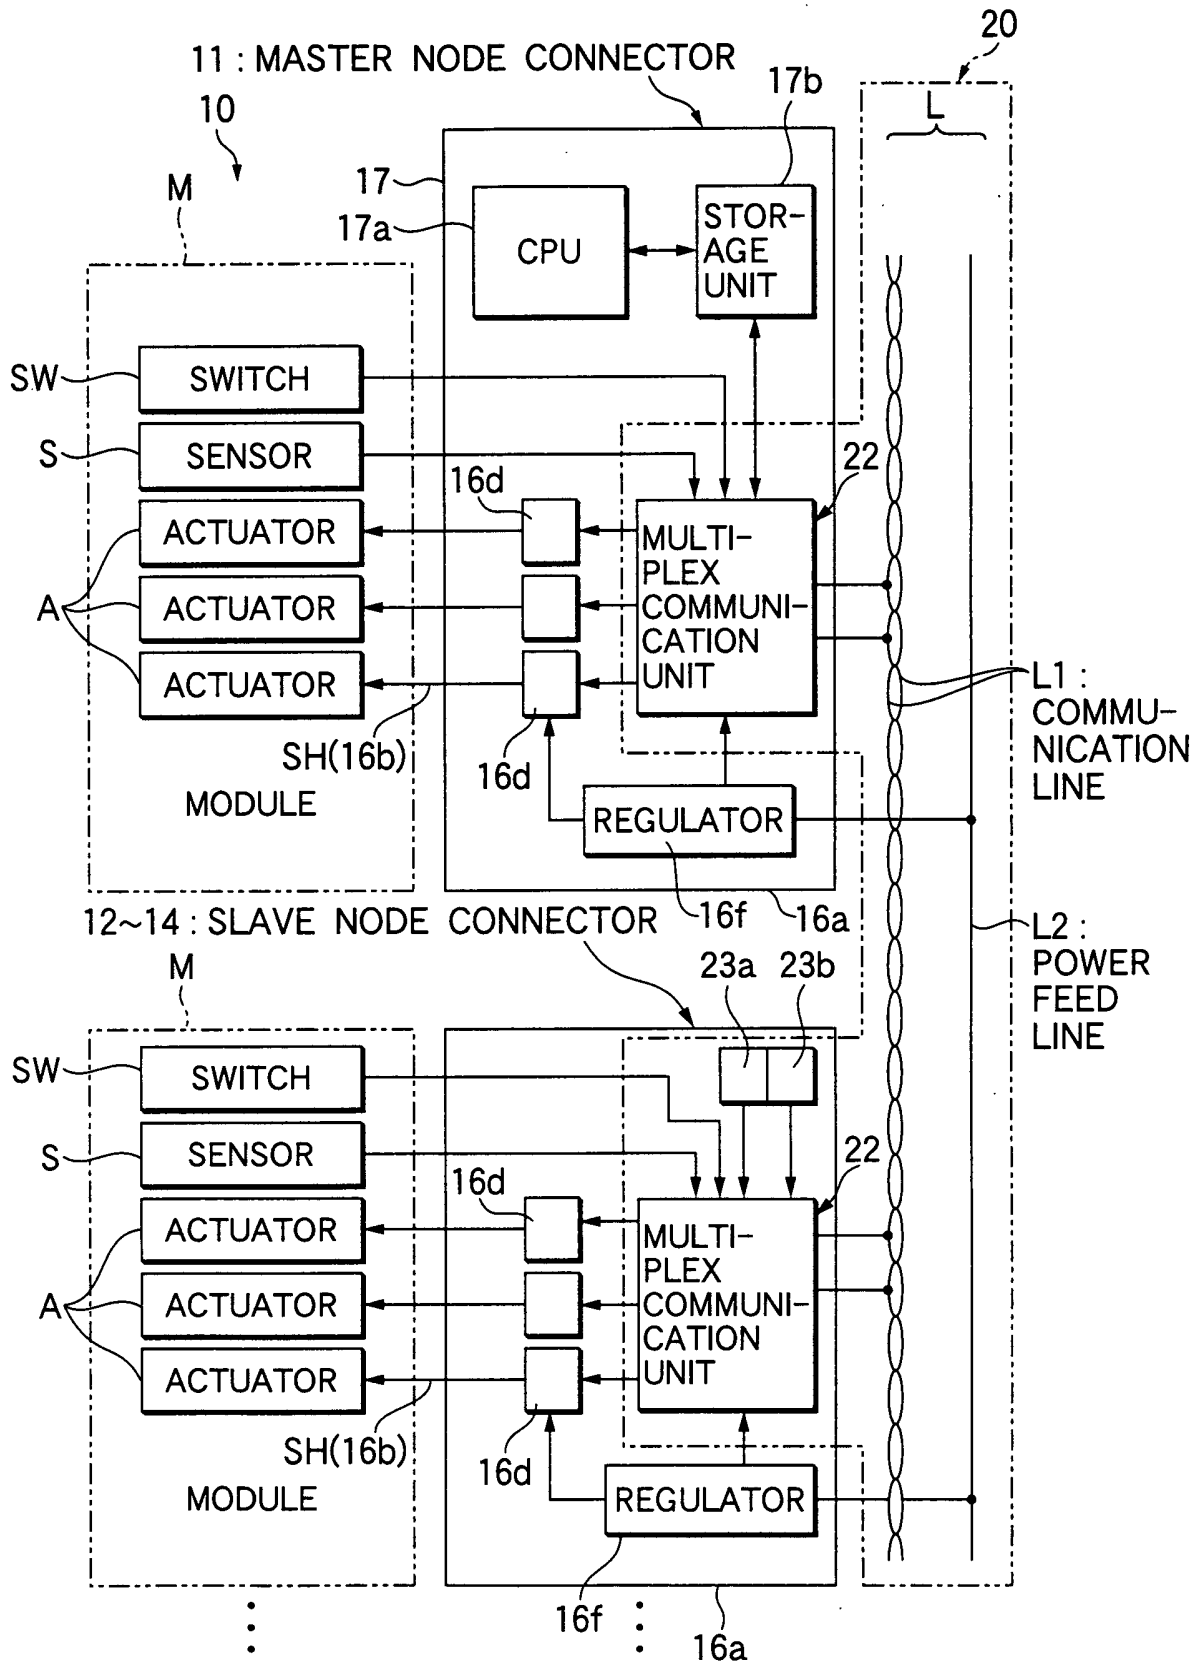 20
11 : MASTER NODE CONNECTOR
17b
10
L
M
17
17a
CPU
STOR-
AGE
UNIT
SW
SWITCH
S
SENSOR
16d
22
ACTUATOR
MULTI-
PLEX
COMMUNI-
CATION
UNIT
A
ACTUATOR
ACTUATOR
L1 :
COMMU-
NICATION
LINE
SH(16b)
16d
MODULE
REGULATOR
16f
16a
12~14 : SLAVE NODE CONNECTOR
L2 :
POWER
FEED
LINE
M
23a
23b
SW
SWITCH
S
SENSOR
16d
22
ACTUATOR
MULTI-
PLEX
COMMUNI-
CATION
UNIT
A
ACTUATOR
ACTUATOR
SH(16b)
16d
MODULE
REGULATOR
16f
16a